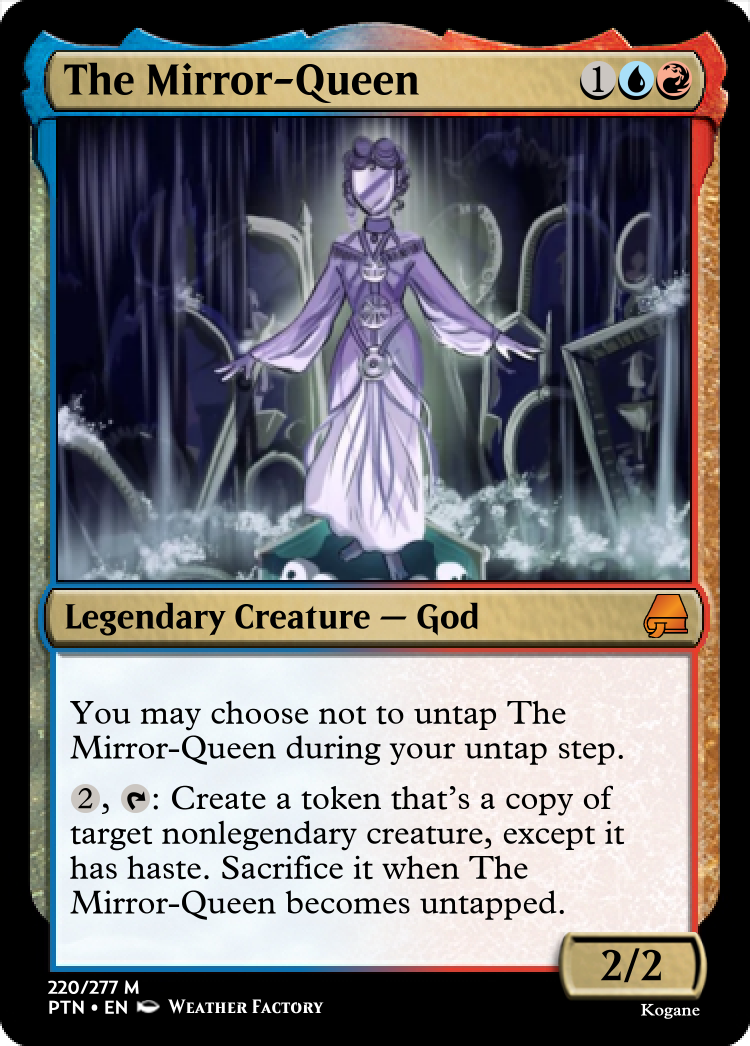 The Mirror-Queen 1
Legendary Creature — God
You may choose not to untap The
Mirror-Queen during your untap step.
2, : Create a token that's a copy of
target nonlegendary creature, except it
has haste. Sacrifice it when The
Mirror-Queen becomes untapped.
2/2
220/277 M
PTN • EN Weather Factory
Kogane